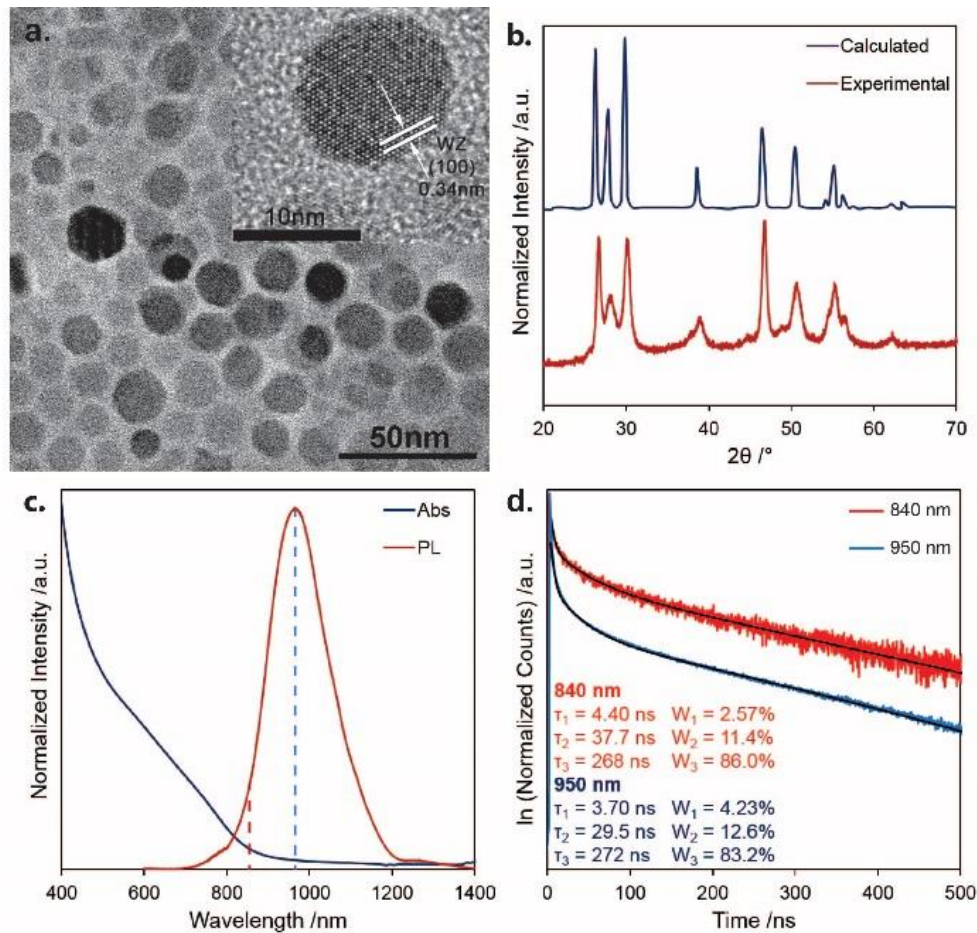 a.
WZ
(100)
0.34nm
10nm
50nm
b.
Calculated
Experimental
Normalized Intensity /a.u.
20 30 40 50 60 70
2θ /°
c.
Abs
PL
Normalized Intensity /a.u.
400 600 800 1000 1200 1400
Wavelength /nm
d.
840 nm
950 nm
ln (Normalized Counts) /a.u.
840 nm
τ1 = 4.40 ns W1 = 2.57%
τ2 = 37.7 ns W2 = 11.4%
τ3 = 268 ns W3 = 86.0%
950 nm
τ1 = 3.70 ns W1 = 4.23%
τ2 = 29.5 ns W2 = 12.6%
τ3 = 272 ns W3 = 83.2%
0 100 200 300 400 500
Time /ns